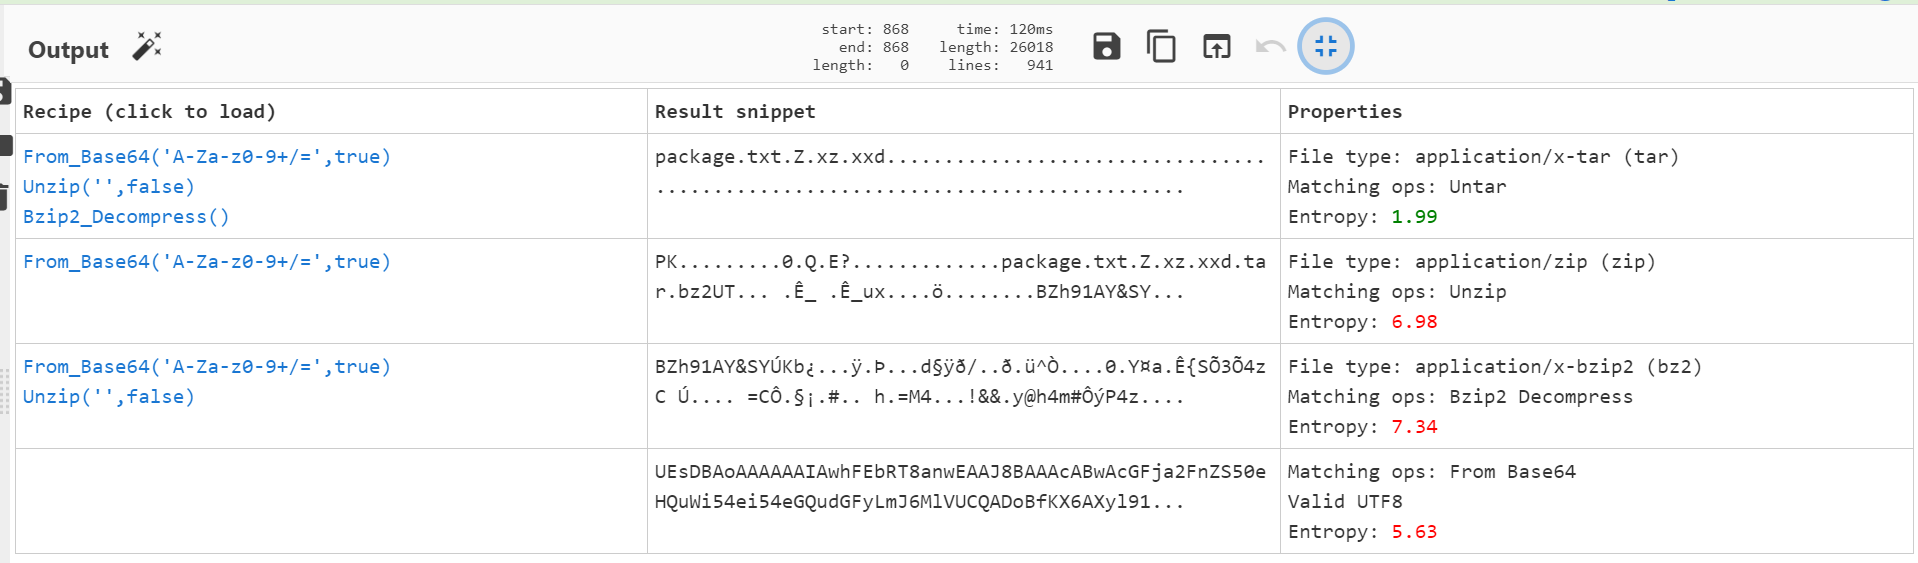 Output
start: 868 time: 120ms
end: 868 length: 26018
length: 0 lines: 941
Recipe (click to load) Result snippet Properties
From_Base64('A-Za-z0-9+/=',true)
Unzip('',false)
Bzip2_Decompress()
package.txt.Z.xz.xxd.................................
..............................................
File type: application/x-tar (tar)
Matching ops: Untar
Entropy: 1.99
From_Base64('A-Za-z0-9+/=',true)
PK.........0.Q.E?.............package.txt.Z.xz.xxd.ta
r.bz2UT... .Ê_ .Ê_ux....ö........BZh91AY&SY...
File type: application/zip (zip)
Matching ops: Unzip
Entropy: 6.98
From_Base64('A-Za-z0-9+/=',true)
Unzip('',false)
BZh91AY&SYÚKb¿...ÿ.Þ...d§ÿð/..ð.ü^Ò....0.Y¤a.Ê{SÕ3Õ4z
C Ú.... =CÔ.§¡.#.. h.=M4...!&&.y@h4m#ÔýP4z....
File type: application/x-bzip2 (bz2)
Matching ops: Bzip2 Decompress
Entropy: 7.34
UEsDBAoAAAAAAIAwhFEbRT8anwEAAJ8BAAAcABwAcGFja2FnZS50e
HQuWi54ei54eGQudGFyLmJ6MlVUCQADoBfKX6AXyl91...
Matching ops: From Base64
Valid UTF8
Entropy: 5.63